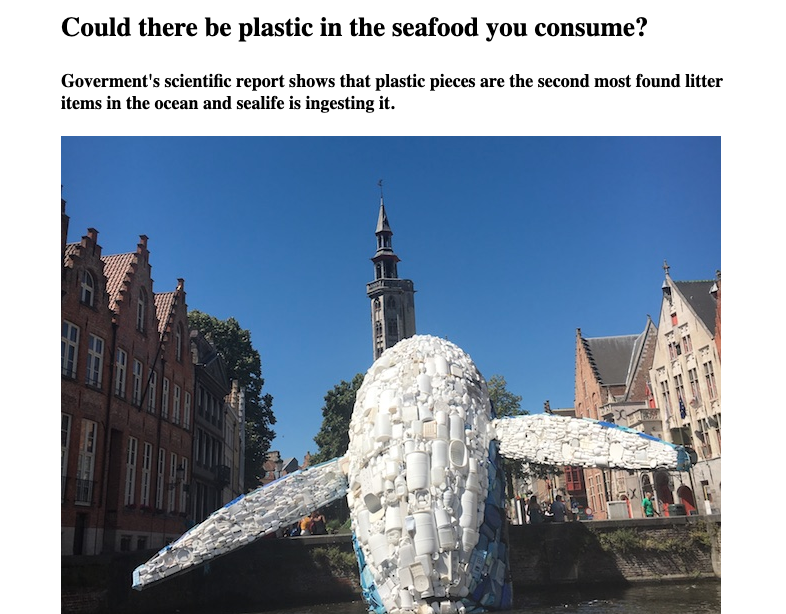 Could there be plastic in the seafood you consume?
Goverment's scientific report shows that plastic pieces are the second most found litter
items in the ocean and sealife is ingesting it.